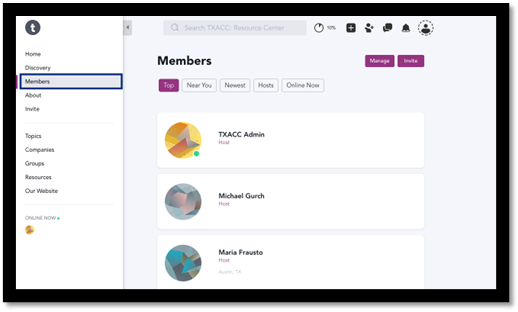 t
Search TXACC: Resource Center
10%
Home
Discovery
Members
About
Invite
Topics
Companies
Groups
Resources
Our Website
ONLINE NOW
Members
Manage
Invite
Top
Near You
Newest
Hosts
Online Now
TXACC Admin
Host
Michael Gurch
Host
Maria Frausto
Host
Austin, TX